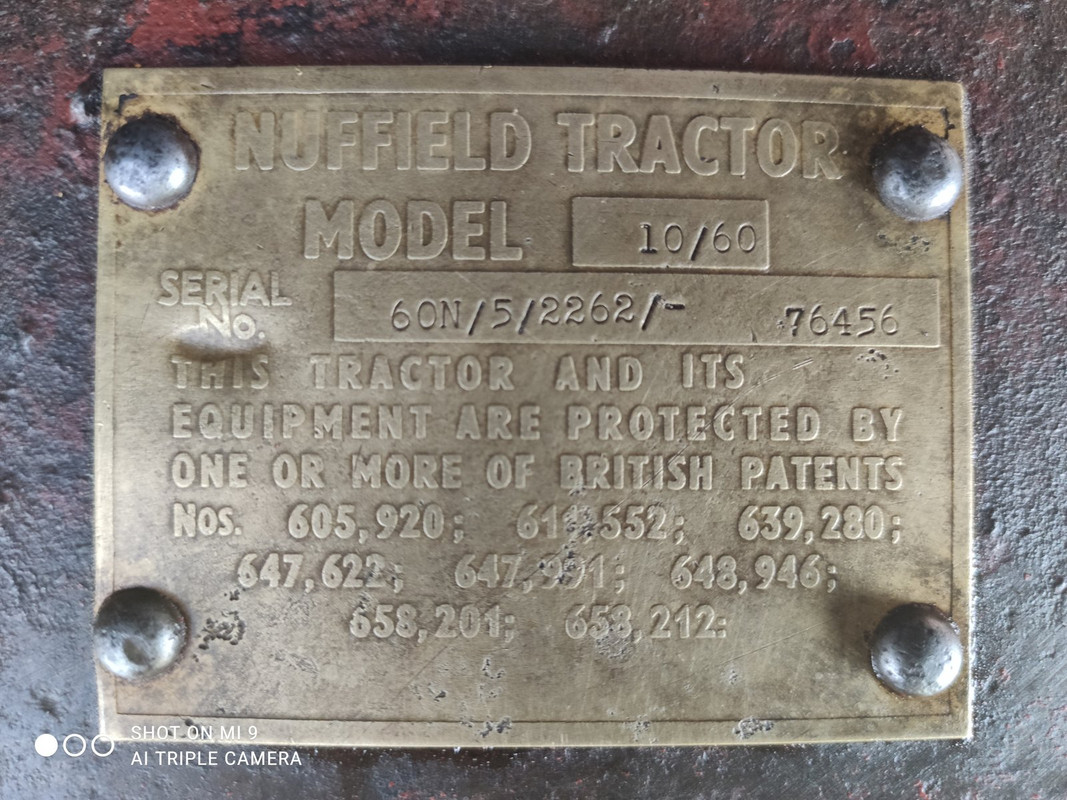 NUFFIELD TRACTOR
MODEL 10/60
SERIAL No. 60N/5/2262/- 76456
THIS TRACTOR AND ITS
EQUIPMENT ARE PROTECTED BY
ONE OR MORE OF BRITISH PATENTS
Nos. 605,920; 639,280;
647,622; 647,991; 648,946;
658,201; 658,212:
SHOT ON MI 9
AI TRIPLE CAMERA